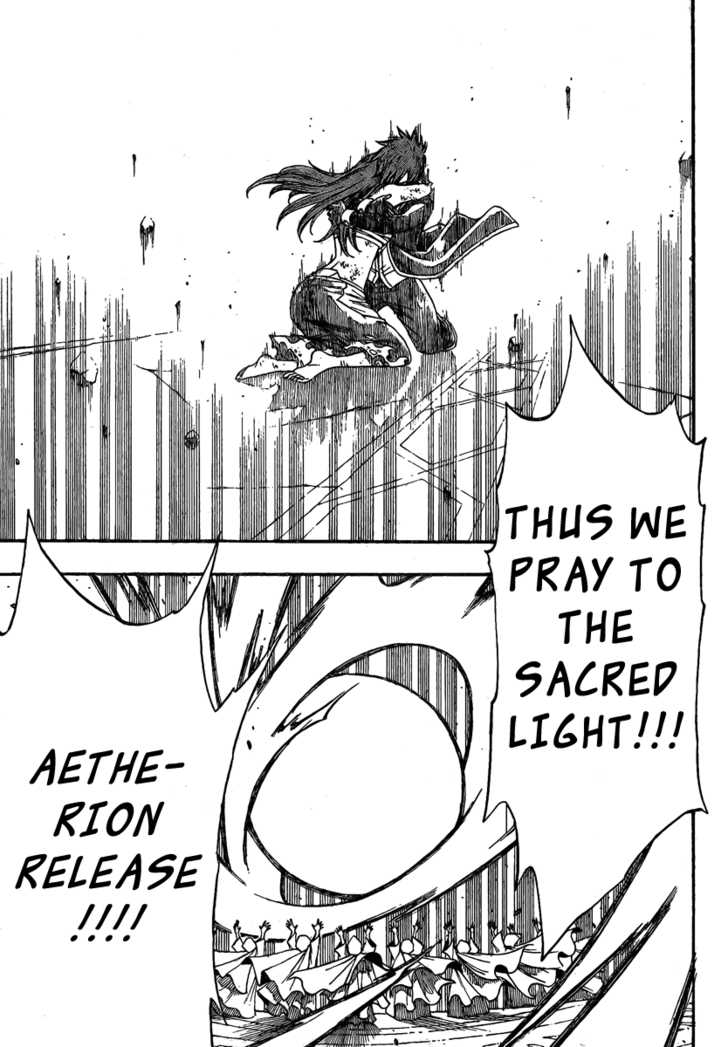 THUS WE
PRAY TO
THE
SACRED
LIGHT!!!
AETHE-
RION
RELEASE
!!!!